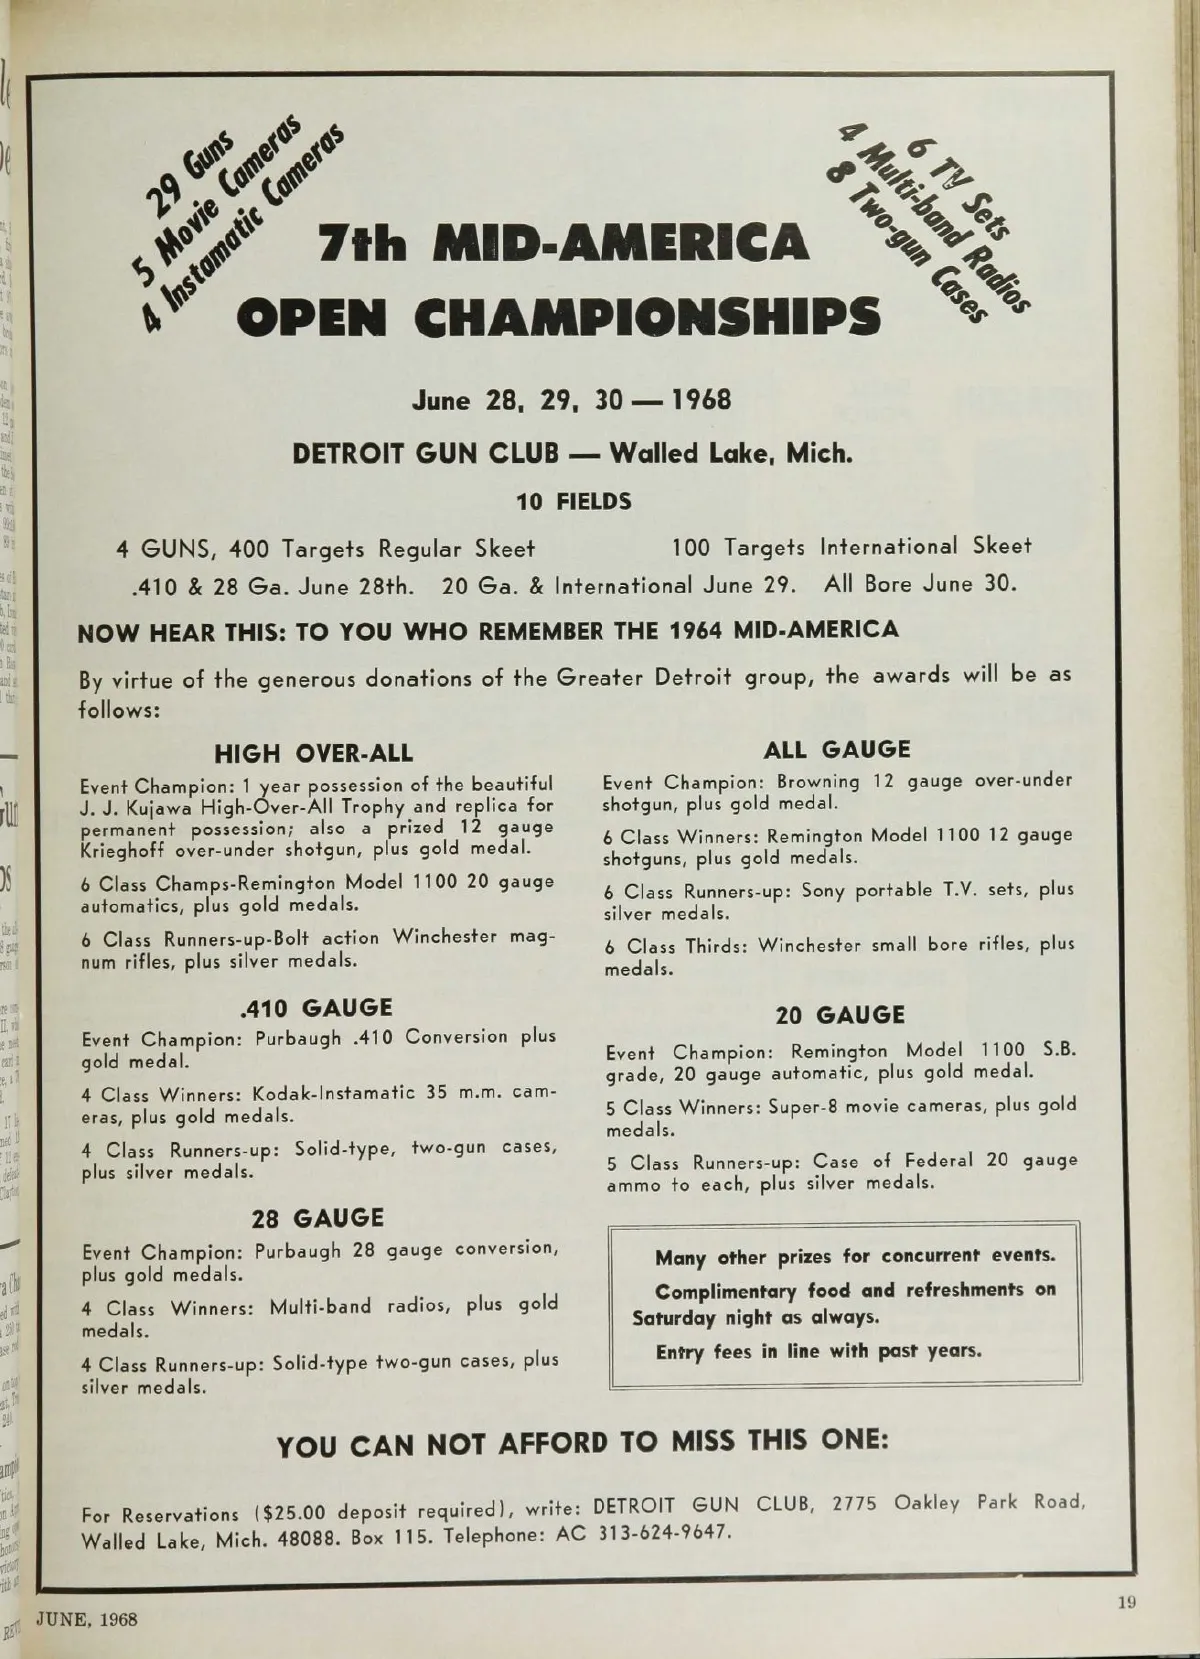 29 Guns
5 Movie Cameras
4 Instamatic Cameras
6 TV Sets
4 Multi-band Radios
8 Two-gun Cases
7th MID-AMERICA
OPEN CHAMPIONSHIPS
June 28, 29, 30 — 1968
DETROIT GUN CLUB — Walled Lake, Mich.
10 FIELDS
4 GUNS, 400 Targets Regular Skeet 100 Targets International Skeet
.410 & 28 Ga. June 28th. 20 Ga. & International June 29. All Bore June 30.
NOW HEAR THIS: TO YOU WHO REMEMBER THE 1964 MID-AMERICA
By virtue of the generous donations of the Greater Detroit group, the awards will be as
follows:
HIGH OVER-ALL
Event Champion: 1 year possession of the beautiful
J. J. Kujawa High-Over-All Trophy and replica for
permanent possession; also a prized 12 gauge
Krieghoff over-under shotgun, plus gold medal.
6 Class Champs-Remington Model 1100 20 gauge
automatics, plus gold medals.
6 Class Runners-up-Bolt action Winchester mag-
num rifles, plus silver medals.
.410 GAUGE
Event Champion: Purbaugh .410 Conversion plus
gold medal.
4 Class Winners: Kodak-Instamatic 35 m.m. cam-
eras, plus gold medals.
4 Class Runners-up: Solid-type, two-gun cases,
plus silver medals.
28 GAUGE
Event Champion: Purbaugh 28 gauge conversion,
plus gold medals.
4 Class Winners: Multi-band radios, plus gold
medals.
4 Class Runners-up: Solid-type two-gun cases, plus
silver medals.
ALL GAUGE
Event Champion: Browning 12 gauge over-under
shotgun, plus gold medal.
6 Class Winners: Remington Model 1100 12 gauge
shotguns, plus gold medals.
6 Class Runners-up: Sony portable T.V. sets, plus
silver medals.
6 Class Thirds: Winchester small bore rifles, plus
medals.
20 GAUGE
Event Champion: Remington Model 1100 S.B.
grade, 20 gauge automatic, plus gold medal.
5 Class Winners: Super-8 movie cameras, plus gold
medals.
5 Class Runners-up: Case of Federal 20 gauge
ammo to each, plus silver medals.
Many other prizes for concurrent events.
Complimentary food and refreshments on
Saturday night as always.
Entry fees in line with past years.
YOU CAN NOT AFFORD TO MISS THIS ONE:
For Reservations ($25.00 deposit required), write: DETROIT GUN CLUB, 2775 Oakley Park Road,
Walled Lake, Mich. 48088. Box 115. Telephone: AC 313-624-9647.
JUNE, 1968
19